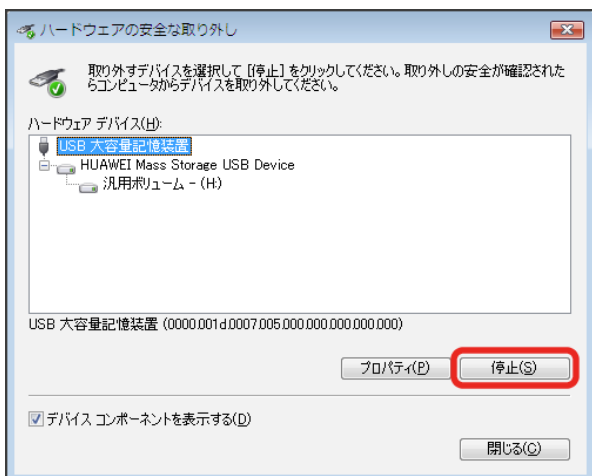 ハードウェアの安全な取り外し
取り外すデバイスを選択して [停止] をクリックしてください。取り外しの安全が確認された
らコンピュータからデバイスを取り外してください。
ハードウェア デバイス(H):
USB 大容量記憶装置
HUAWEI Mass Storage USB Device
汎用ボリューム - (H:)
USB 大容量記憶装置 (0000.001d.0007.005.000.000.000.000.000)
プロパティ(P)
停止(S)
デバイス コンポーネントを表示する(D)
閉じる(C)